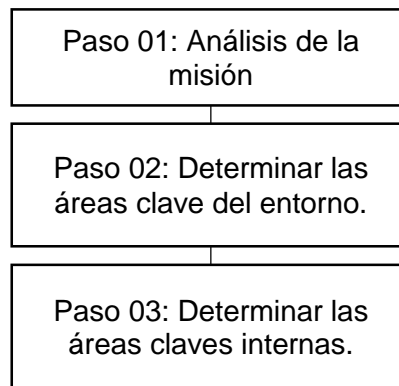 Paso 01: Análisis de la
misión
Paso 02: Determinar las
áreas clave del entorno.
Paso 03: Determinar las
áreas claves internas.